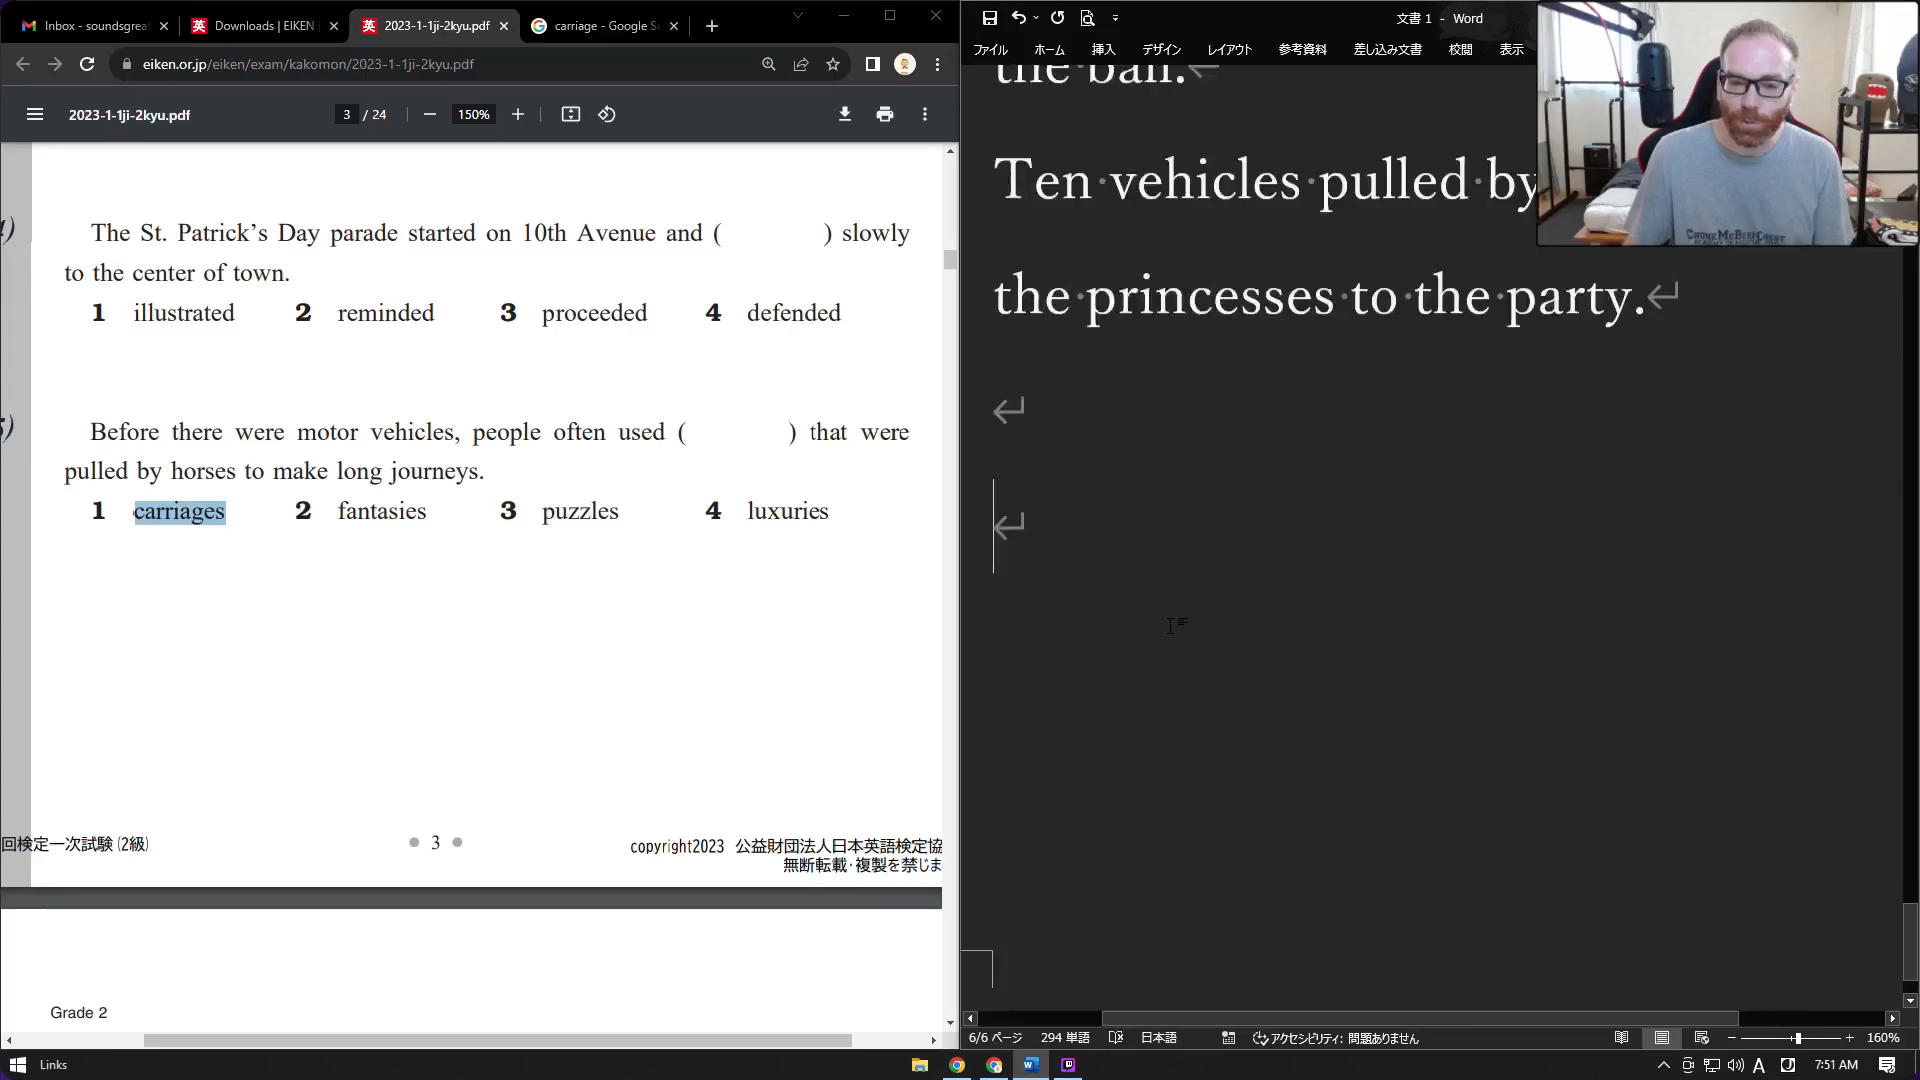 Inbox - soundsgrea
Downloads | EIKEN
2023-1-1ji-2kyu.pdf
carriage - Google Se
eiken.or.jp/eiken/exam/kakomon/2023-1-1ji-2kyu.pdf
2023-1-1ji-2kyu.pdf
3 / 24
150%
The St. Patrick's Day parade started on 10th Avenue and ( ) slowly
to the center of town.
1 illustrated 2 reminded 3 proceeded 4 defended
Before there were motor vehicles, people often used ( ) that were
pulled by horses to make long journeys.
1 carriages 2 fantasies 3 puzzles 4 luxuries
回検定一次試験 (2級)
● 3 ●
copyright2023 公益財団法人日本英語検定協
無断転載・複製を禁じま
Grade 2
文書 1 - Word
ファイル ホーム 挿入 デザイン レイアウト 参考資料 差し込み文書 校閲 表示
the ball.
Ten vehicles pulled by
the princesses to the party.
CHUNK MCBEEFCHEST
6/6 ページ 294 単語 日本語 アクセシビリティ: 問題ありません 160%
Links
A
7:51 AM